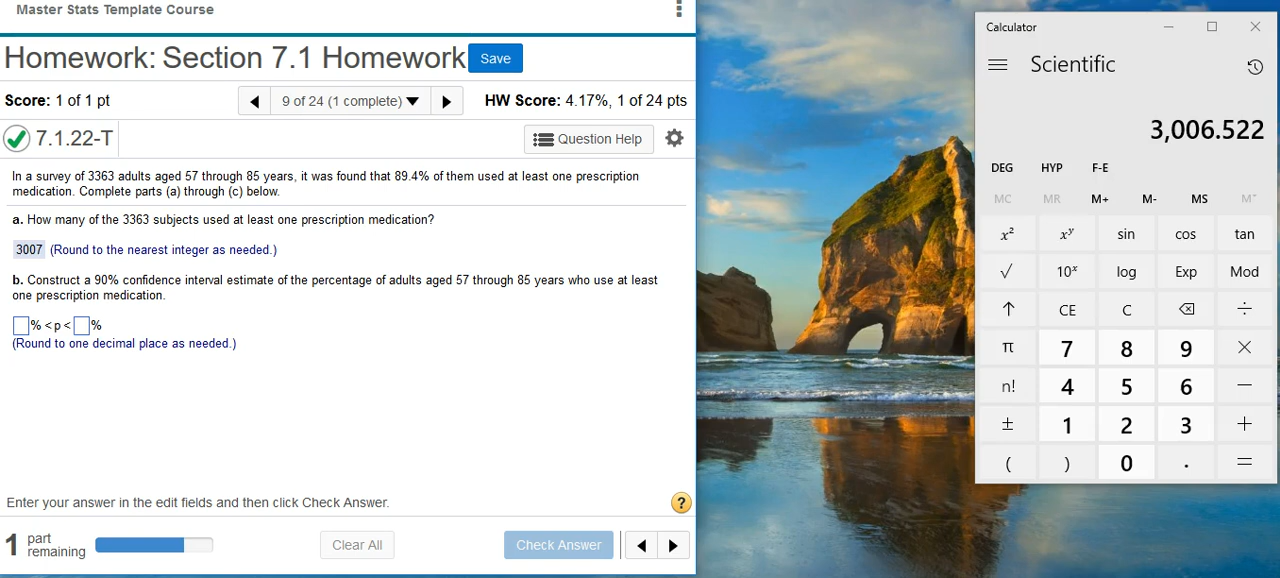 Master Stats Template Course
Homework: Section 7.1 Homework
Save
Score: 1 of 1 pt
9 of 24 (1 complete)
HW Score: 4.17%, 1 of 24 pts
7.1.22-T
Question Help
In a survey of 3363 adults aged 57 through 85 years, it was found that 89.4% of them used at least one prescription
medication. Complete parts (a) through (c) below.
a. How many of the 3363 subjects used at least one prescription medication?
3007 (Round to the nearest integer as needed.)
b. Construct a 90% confidence interval estimate of the percentage of adults aged 57 through 85 years who use at least
one prescription medication.
% < p < %
(Round to one decimal place as needed.)
Enter your answer in the edit fields and then click Check Answer.
?
1 part
remaining
Clear All
Check Answer
Calculator
Scientific
3,006.522
DEG HYP F-E
MC MR M+ M- MS M˅
x² xʸ sin cos tan
√ 10ˣ log Exp Mod
↑ CE C ⌫ ÷
π 7 8 9 ×
n! 4 5 6 −
± 1 2 3 +
( ) 0 . =